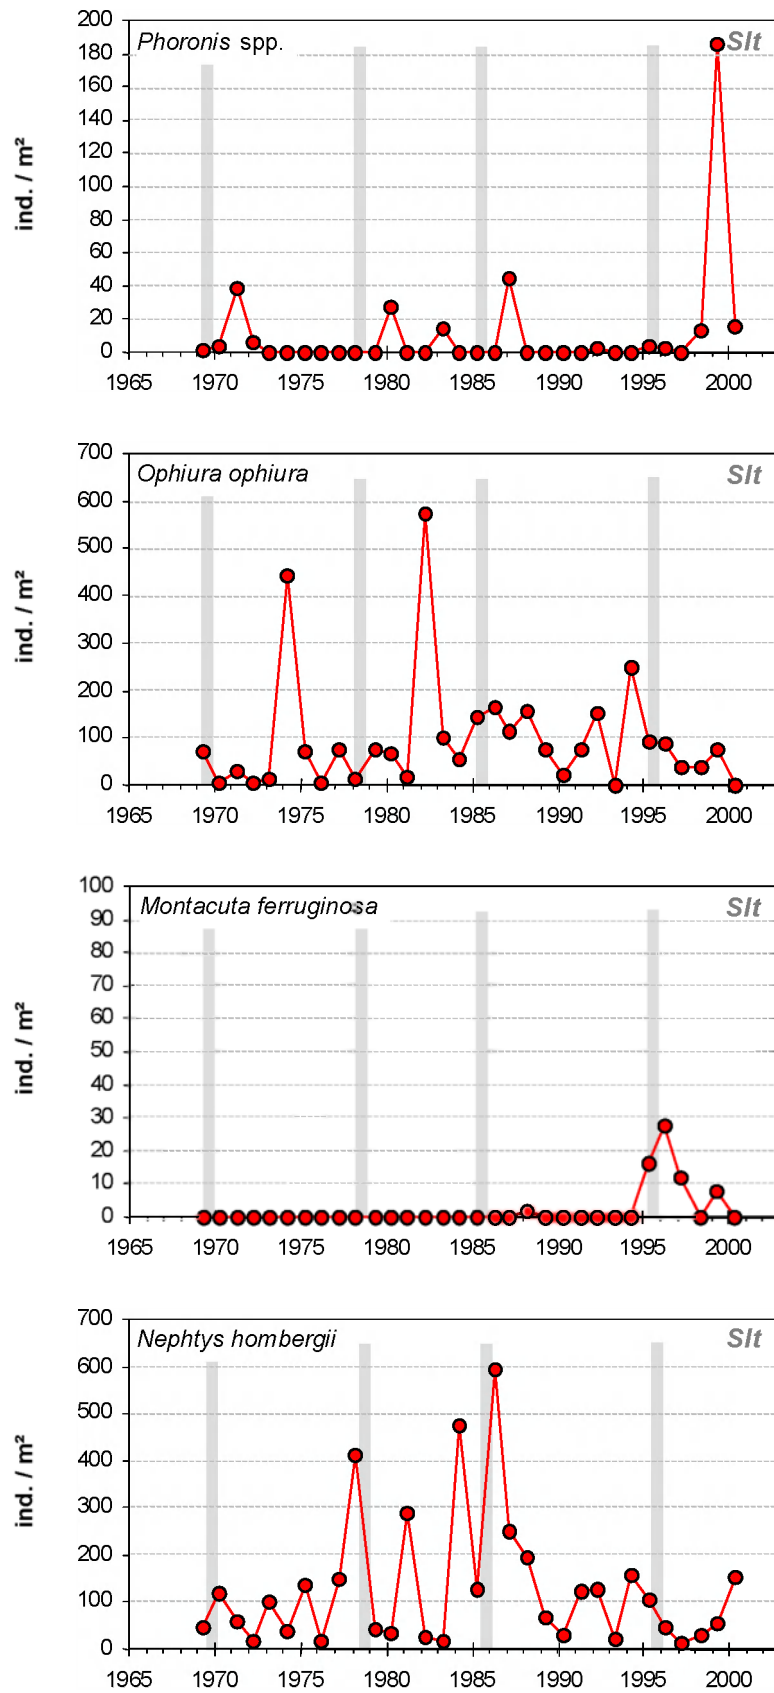 200
180
160
140
120
100
80
60
40
20
0
ind. / m²
Phoronis spp.
Slt
1965 1970 1975 1980 1985 1990 1995 2000
700
600
500
400
300
200
100
0
ind. / m²
Ophiura ophiura
Slt
1965 1970 1975 1980 1985 1990 1995 2000
100
90
80
70
60
50
40
30
20
10
0
ind. / m²
Montacuta ferruginosa
Slt
1965 1970 1975 1980 1985 1990 1995 2000
700
600
500
400
300
200
100
0
ind. / m²
Nephtys hombergii
Slt
1965 1970 1975 1980 1985 1990 1995 2000